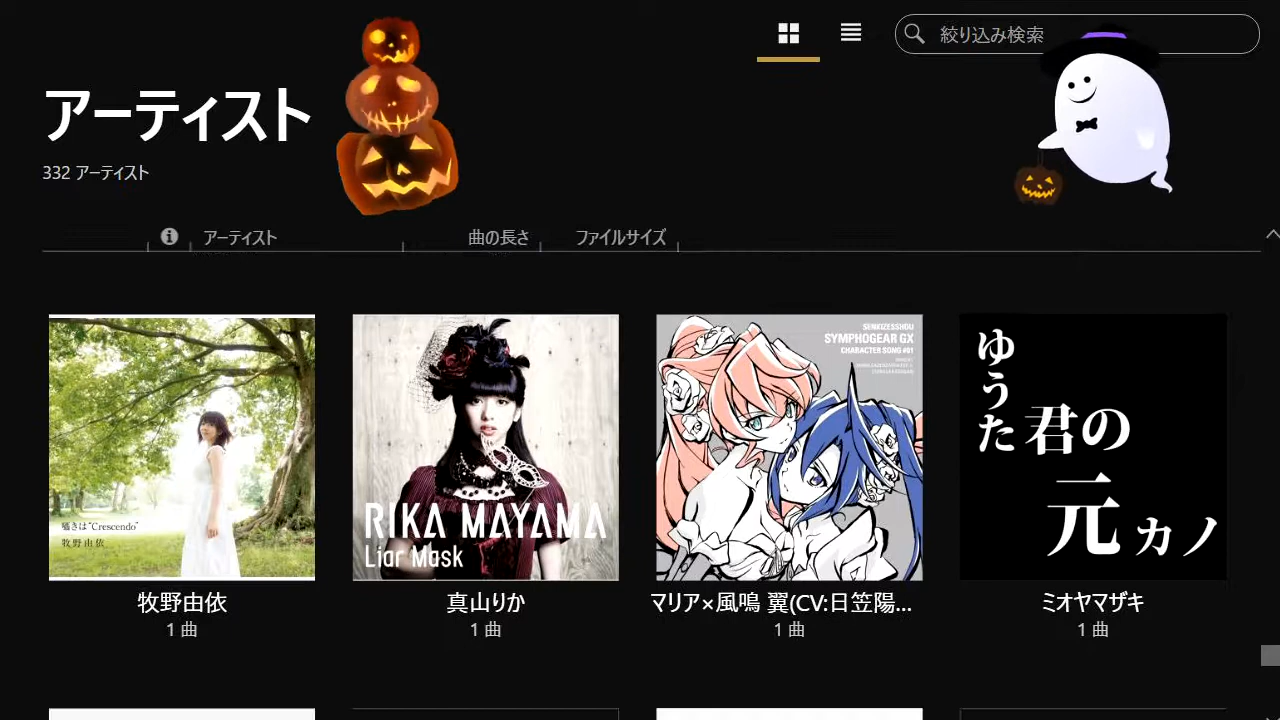 絞り込み検索
アーティスト
332 アーティスト
アーティスト
曲の長さ
ファイルサイズ
囁きは"Crescendo"
牧野由依
RIKA MAYAMA
Liar Mask
SENKIZESSHOU
SYMPHOGEAR GX
CHARACTER SONG #01
ゆうた
君の
元カノ
牧野由依
1 曲
真山りか
1 曲
マリア×風鳴 翼(CV:日笠陽...
1 曲
ミオヤマザキ
1 曲